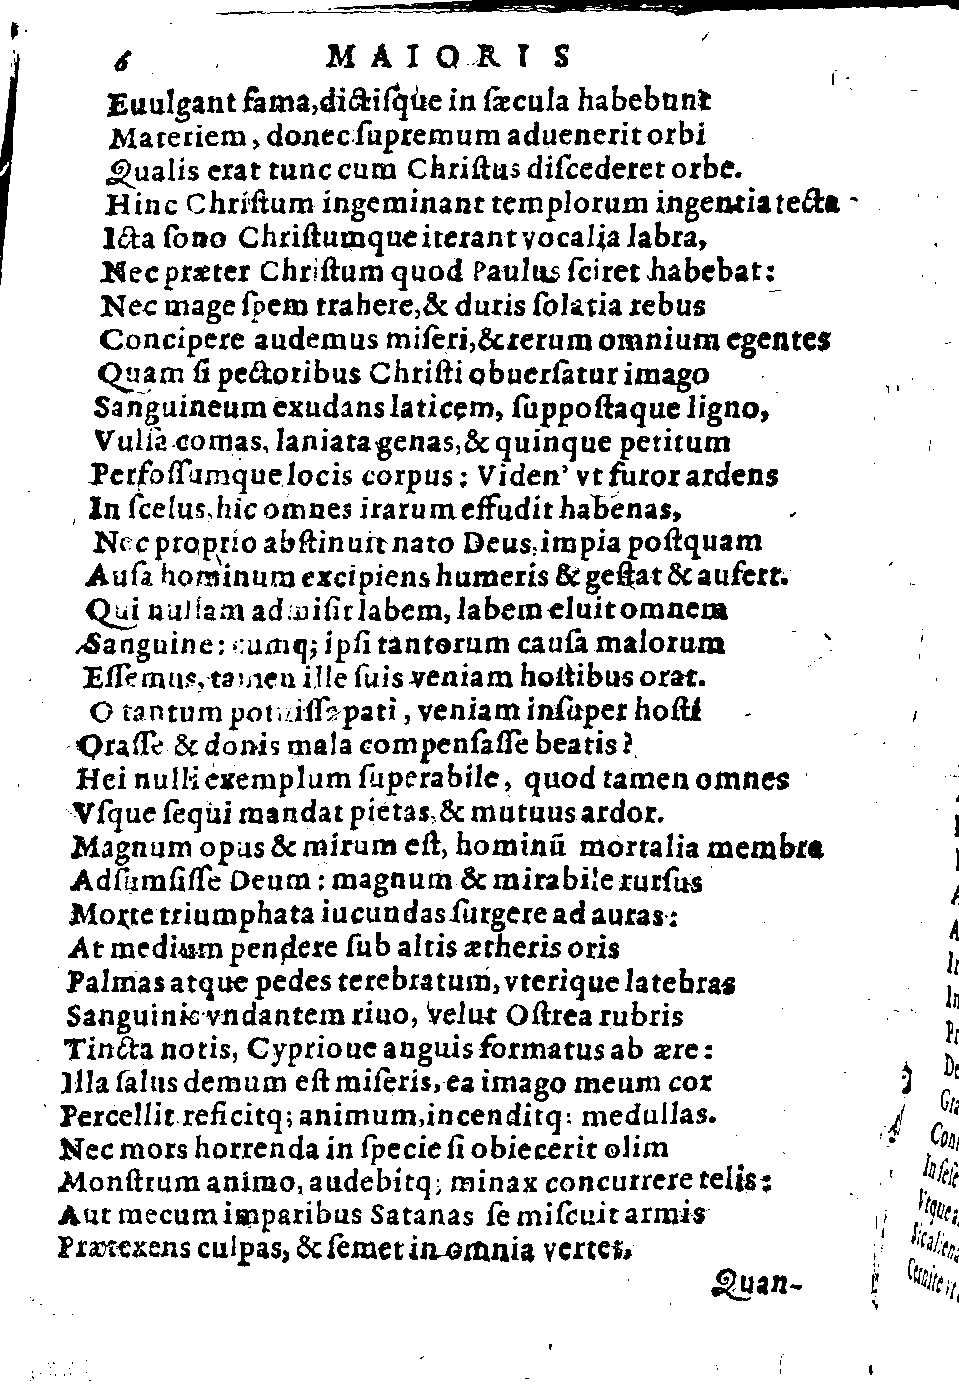 6 MAIORIS
Euulgant fama, dictiſque in ſæcula habebunt
Materiem, donec ſupremum aduenerit orbi
Qualis erat tunc cum Chriſtus diſcederet orbe.
Hinc Chriſtum ingeminant templorum ingentia tecta
Icta ſono Chriſtumque iterant vocalia labra,
Nec præter Chriſtum quod Paulus ſciret habebat:
Nec mage ſpem trahere, & duris ſolatia rebus
Concipere audemus miſeri, & rerum omnium egentes
Quam ſi pectoribus Chriſti obuerſatur imago
Sanguineum exudans laticem, ſuppoſtaque ligno,
Vulſa comas, laniata genas, & quinque petitum
Perfoſſumque locis corpus: Viden' vt furor ardens
In ſcelus, hic omnes irarum effudit habenas,
Nec proprio abſtinuit nato Deus, impia poſtquam
Auſa hominum excipiens humeris & geſtat & aufert.
Qui nullam admiſit labem, labem eluit omnem
Sanguine: cumq; ipſi tantorum cauſa malorum
Eſſemus, tamen ille ſuis veniam hoſtibus orat.
O tantum potuiſſe pati, veniam inſuper hoſti
Oraſſe & donis mala compenſaſſe beatis?
Hei nulli exemplum ſuperabile, quod tamen omnes
Vſque ſequi mandat pietas, & mutuus ardor.
Magnum opus & mirum eſt, hominū mortalia membra
Adſumſiſſe Deum: magnum & mirabile rurſus
Morte triumphata iucundas ſurgere ad auras:
At medium pendere ſub altis ætheris oris
Palmas atque pedes terebratum, vterique latebras
Sanguinis vndantem riuo, velut Oſtrea rubris
Tincta notis, Cyprioue anguis formatus ab ære:
Illa ſalus demum eſt miſeris, ea imago meum cor
Percellit reficitq; animum, incenditq; medullas.
Nec mors horrenda in ſpecie ſi obiecerit olim
Monſtrum animo, audebitq; minax concurrere telis:
Aut mecum imparibus Satanas ſe miſcuit armis
Prætexens culpas, & ſemet in omnia vertet,
Quan-